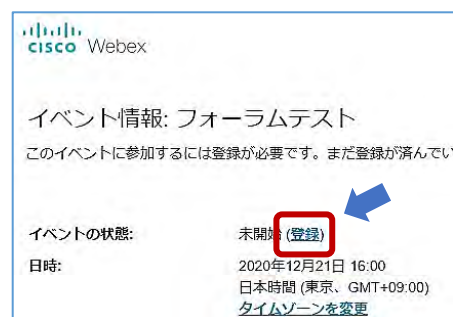 CISCO Webex
イベント情報: フォーラムテスト
このイベントに参加するには登録が必要です。まだ登録が済んでい
イベントの状態: 未開始 (登録)
日時: 2020年12月21日 16:00
日本時間 (東京、GMT+09:00)
タイムゾーンを変更